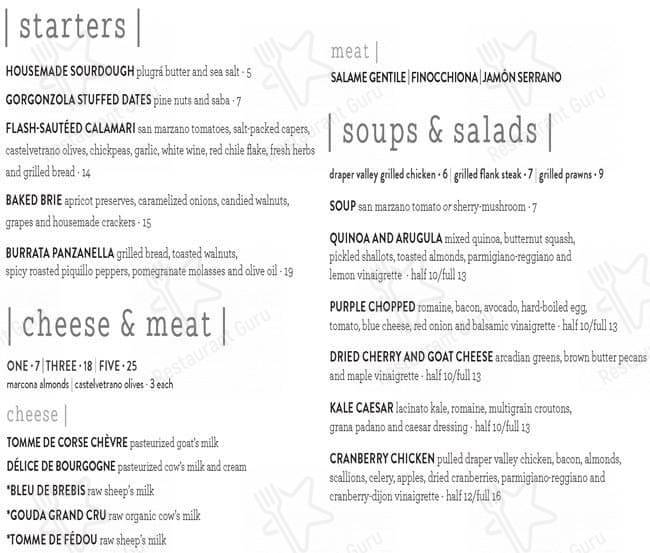 | starters |
HOUSEMADE SOURDOUGH plugrá butter and sea salt · 5
GORGONZOLA STUFFED DATES pine nuts and saba · 7
FLASH-SAUTÉED CALAMARI san marzano tomatoes, salt-packed capers,
castelvetrano olives, chickpeas, garlic, white wine, red chile flake, fresh herbs
and grilled bread · 14
BAKED BRIE apricot preserves, caramelized onions, candied walnuts,
grapes and housemade crackers · 15
BURRATA PANZANELLA grilled bread, toasted walnuts,
spicy roasted piquillo peppers, pomegranate molasses and olive oil · 19
| cheese & meat |
ONE · 7 | THREE · 18 | FIVE · 25
marcona almonds | castelvetrano olives · 3 each
cheese |
TOMME DE CORSE CHÈVRE pasteurized goat's milk
DÉLICE DE BOURGOGNE pasteurized cow's milk and cream
*BLEU DE BREBIS raw sheep's milk
*GOUDA GRAND CRU raw organic cow's milk
*TOMME DE FÉDOU raw sheep's milk
meat |
SALAME GENTILE | FINOCCHIONA | JAMÓN SERRANO
| soups & salads |
draper valley grilled chicken · 6 | grilled flank steak · 7 | grilled prawns · 9
SOUP san marzano tomato or sherry-mushroom · 7
QUINOA AND ARUGULA mixed quinoa, butternut squash,
pickled shallots, toasted almonds, parmigiano-reggiano and
lemon vinaigrette · half 10/full 13
PURPLE CHOPPED romaine, bacon, avocado, hard-boiled egg,
tomato, blue cheese, red onion and balsamic vinaigrette · half 10/full 13
DRIED CHERRY AND GOAT CHEESE arcadian greens, brown butter pecans
and maple vinaigrette · half 10/full 13
KALE CAESAR lacinato kale, romaine, multigrain croutons,
grana padano and caesar dressing · half 10/full 13
CRANBERRY CHICKEN pulled draper valley chicken, bacon, almonds,
scallions, celery, apples, dried cranberries, parmigiano-reggiano and
cranberry-dijon vinaigrette · half 12/full 16
Restaurant Guru
Restaurant Guru